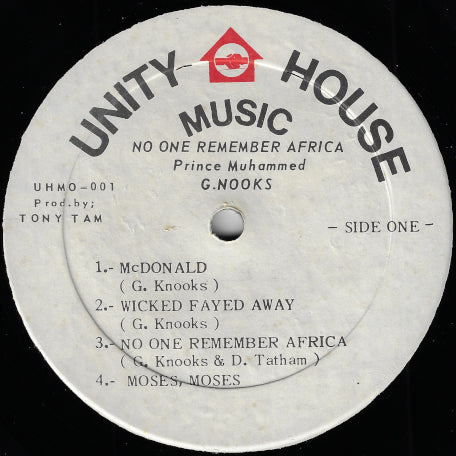 UNITY HOUSE
MUSIC
NO ONE REMEMBER AFRICA
Prince Muhammed
G.NOOKS
UHMO-001
Prod.by;
TONY TAM
- SIDE ONE -
1.- McDONALD
( G. Knooks )
2.- WICKED FAYED AWAY
( G. Knooks )
3.- NO ONE REMEMBER AFRICA
( G. Knooks & D. Tatham )
4.- MOSES, MOSES